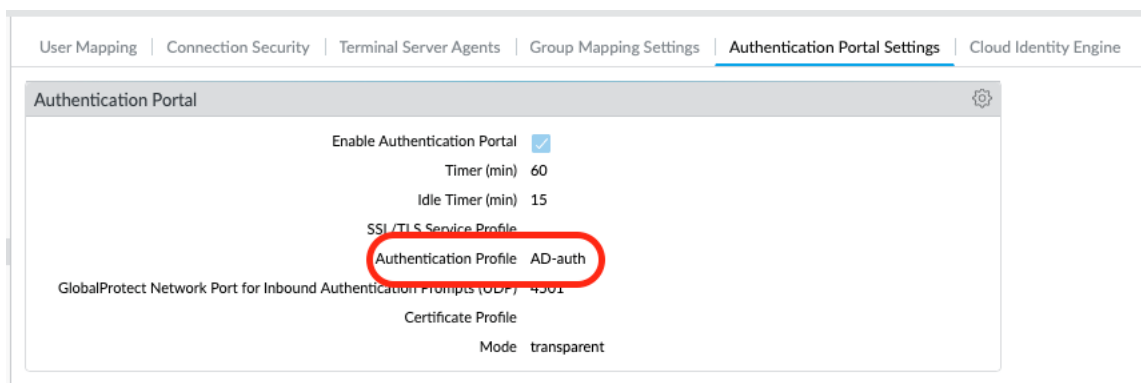 User Mapping | Connection Security | Terminal Server Agents | Group Mapping Settings | Authentication Portal Settings | Cloud Identity Engine
Authentication Portal
Enable Authentication Portal
Timer (min) 60
Idle Timer (min) 15
SSL/TLS Service Profile
Authentication Profile AD-auth
GlobalProtect Network Port for Inbound Authentication Prompts (UDP) 4501
Certificate Profile
Mode transparent